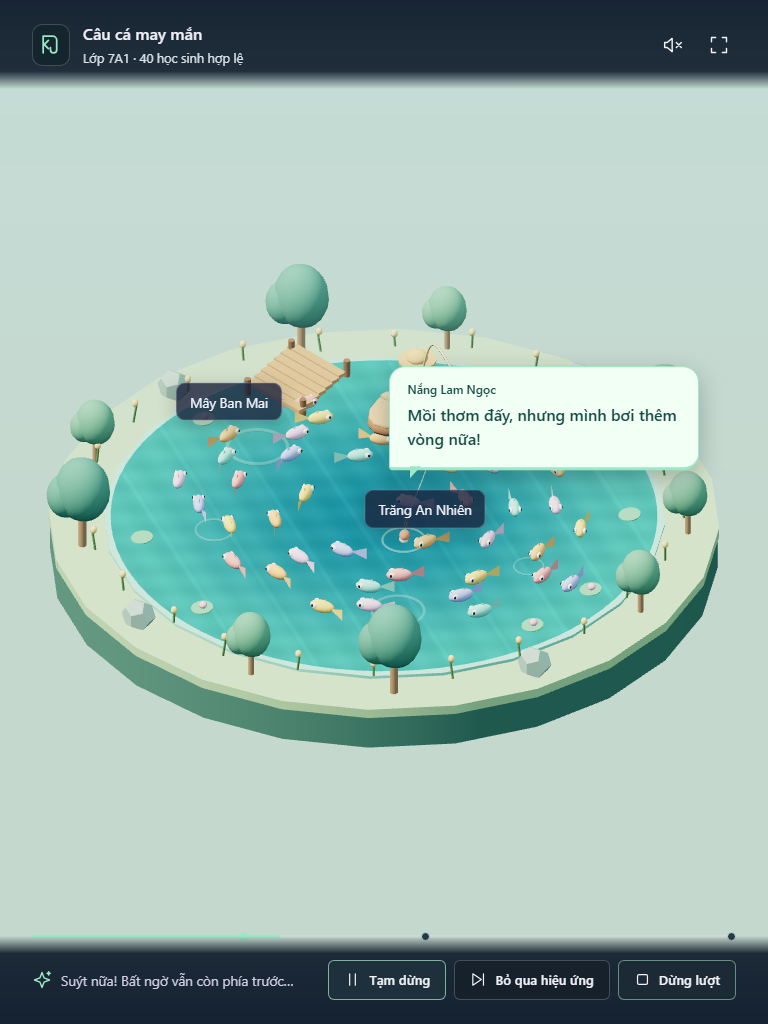 Câu cá may mắn
Lớp 7A1 · 40 học sinh hợp lệ
Mây Ban Mai
Nắng Lam Ngọc
Mồi thơm đấy, nhưng mình bơi thêm
vòng nữa!
Trăng An Nhiên
Suýt nữa! Bất ngờ vẫn còn phía trước...
Tạm dừng
Bỏ qua hiệu ứng
Dừng lượt